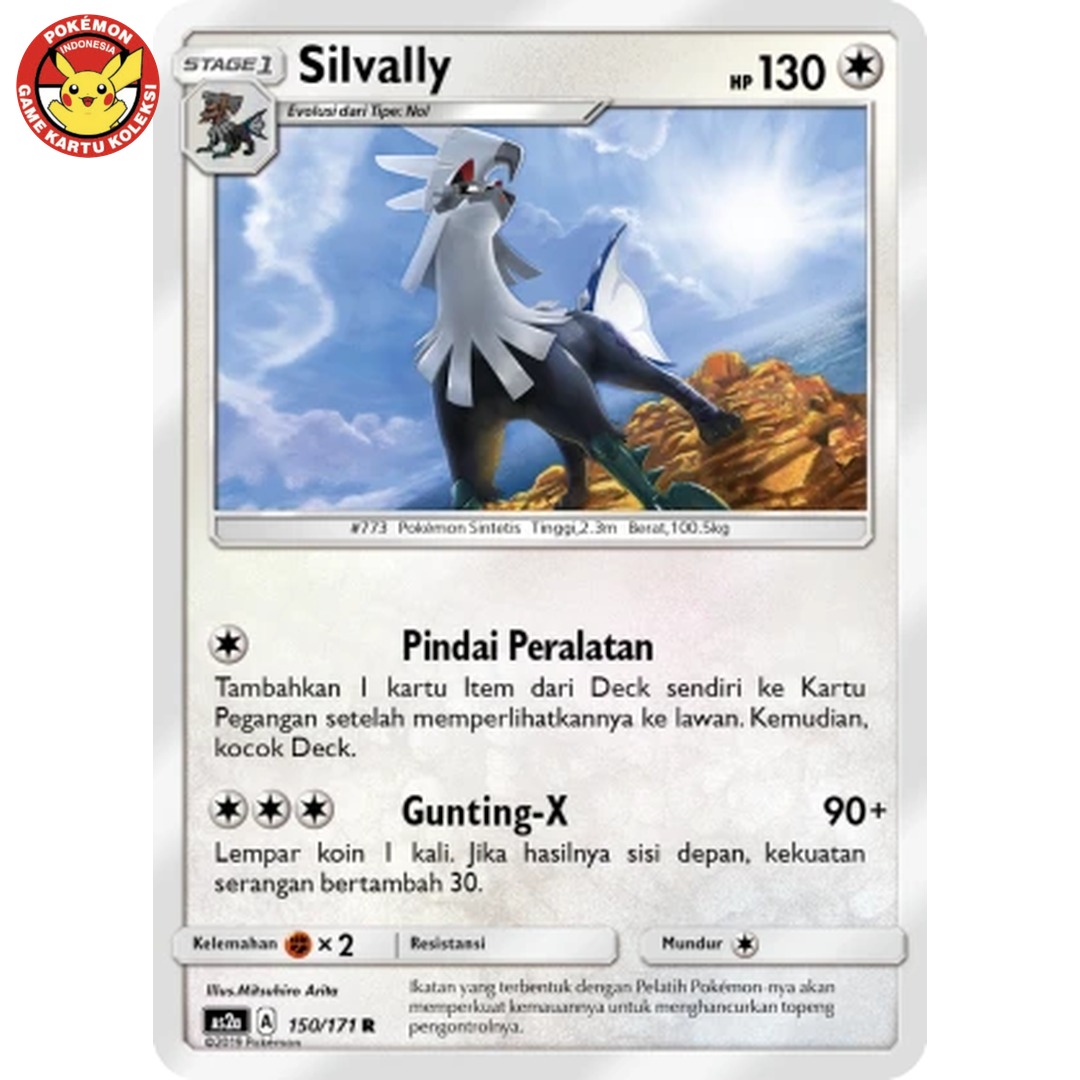 POKÉMON
INDONESIA
GAME KARTU KOLEKSI
STAGE 1
Silvally
HP 130
Evolusi dari Tipe: Nol
#773 Pokémon Sintetis Tinggi,2.3m Berat,100.5kg
Pindai Peralatan
Tambahkan 1 kartu Item dari Deck sendiri ke Kartu
Pegangan setelah memperlihatkannya ke lawan. Kemudian,
kocok Deck.
Gunting-X 90+
Lempar koin 1 kali. Jika hasilnya sisi depan, kekuatan
serangan bertambah 30.
Kelemahan ×2 Resistansi Mundur
Illus.Mitsuhiro Arita
Ikatan yang terbentuk dengan Pelatih Pokémon-nya akan
memperkuat kemauannya untuk menghancurkan topeng
pengontrolnya.
AS2a A 150/171 R
©2019 Pokémon